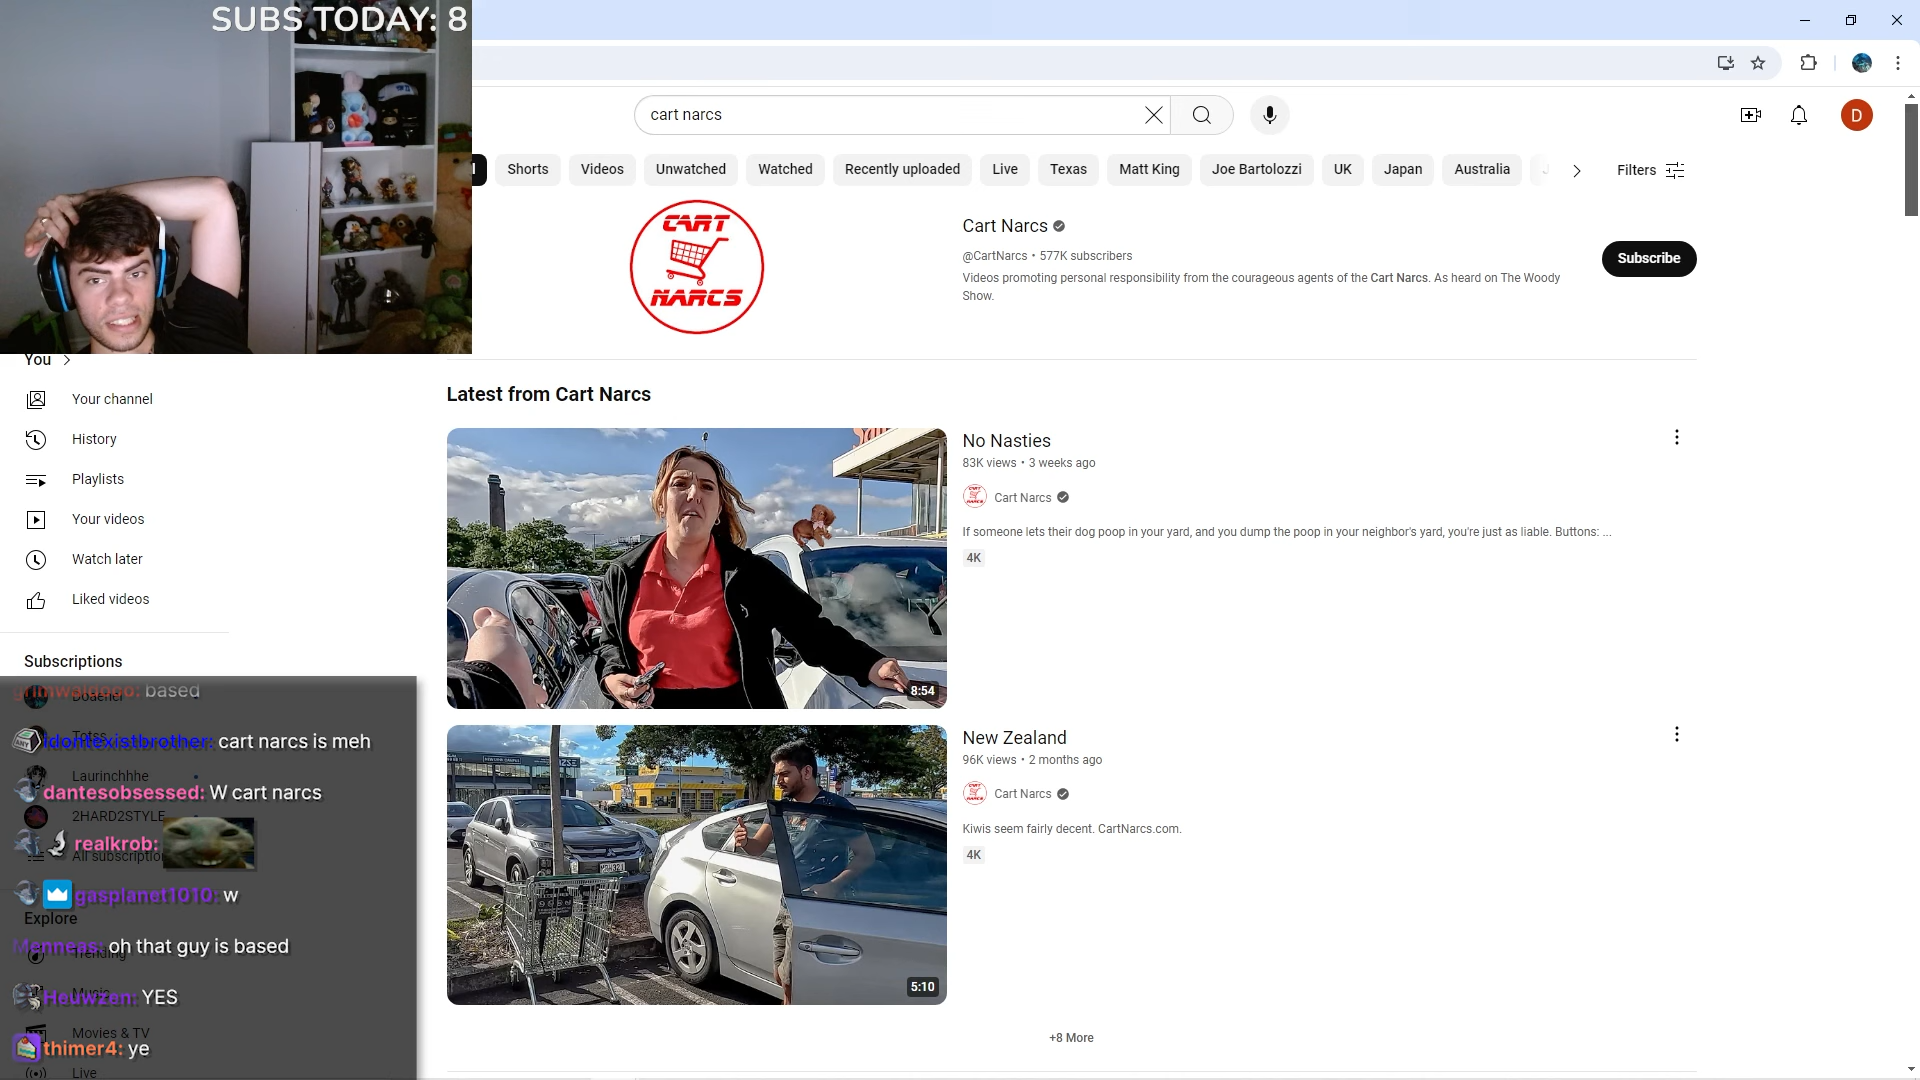 SUBS TODAY: 8
cart narcs
D
Shorts
Videos
Unwatched
Watched
Recently uploaded
Live
Texas
Matt King
Joe Bartolozzi
UK
Japan
Australia
Filters
CART
NARCS
Cart Narcs
@CartNarcs • 577K subscribers
Videos promoting personal responsibility from the courageous agents of the Cart Narcs. As heard on The Woody
Show.
Subscribe
You
Your channel
History
Playlists
Your videos
Watch later
Liked videos
Subscriptions
Latest from Cart Narcs
8:54
No Nasties
83K views • 3 weeks ago
Cart Narcs
If someone lets their dog poop in your yard, and you dump the poop in your neighbor's yard, you're just as liable. Buttons: ...
4K
5:10
New Zealand
96K views • 2 months ago
Cart Narcs
Kiwis seem fairly decent. CartNarcs.com.
4K
+8 More
based
idontexistbrother: cart narcs is meh
Laurinchhhe
dantesobsessed: W cart narcs
2HARD2STYLE
realkrob:
All subscriptio
gasplanet1010: w
Explore
Menneas: oh that guy is based
Trending
Heuwzen: YES
Music
Movies & TV
thimer4: ye
Live